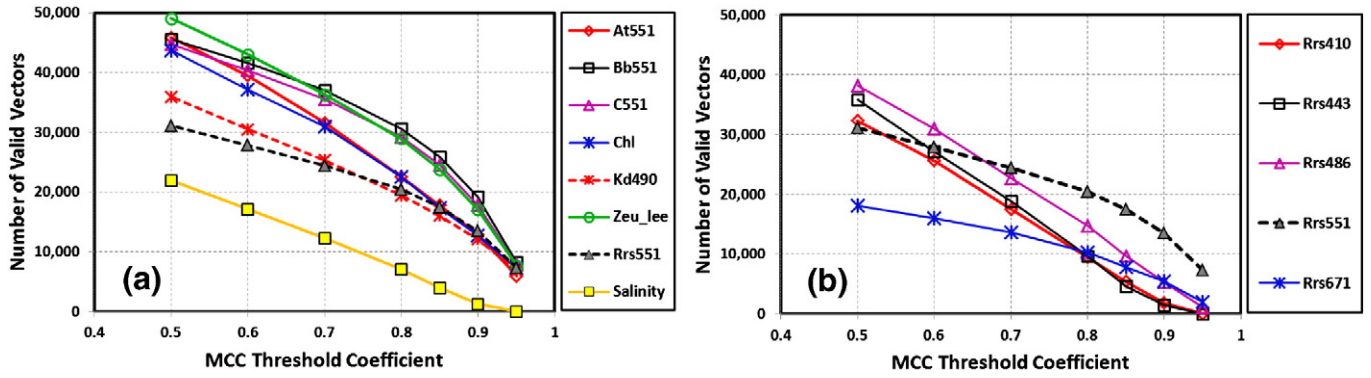 50,000
40,000
30,000
20,000
10,000
0
0.4 0.5 0.6 0.7 0.8 0.9 1
Number of Valid Vectors
MCC Threshold Coefficient
(a)
At551
Bb551
C551
Chl
Kd490
Zeu_lee
Rrs551
Salinity
50,000
40,000
30,000
20,000
10,000
0
0.4 0.5 0.6 0.7 0.8 0.9 1
Number of Valid Vectors
MCC Threshold Coefficient
(b)
Rrs410
Rrs443
Rrs486
Rrs551
Rrs671